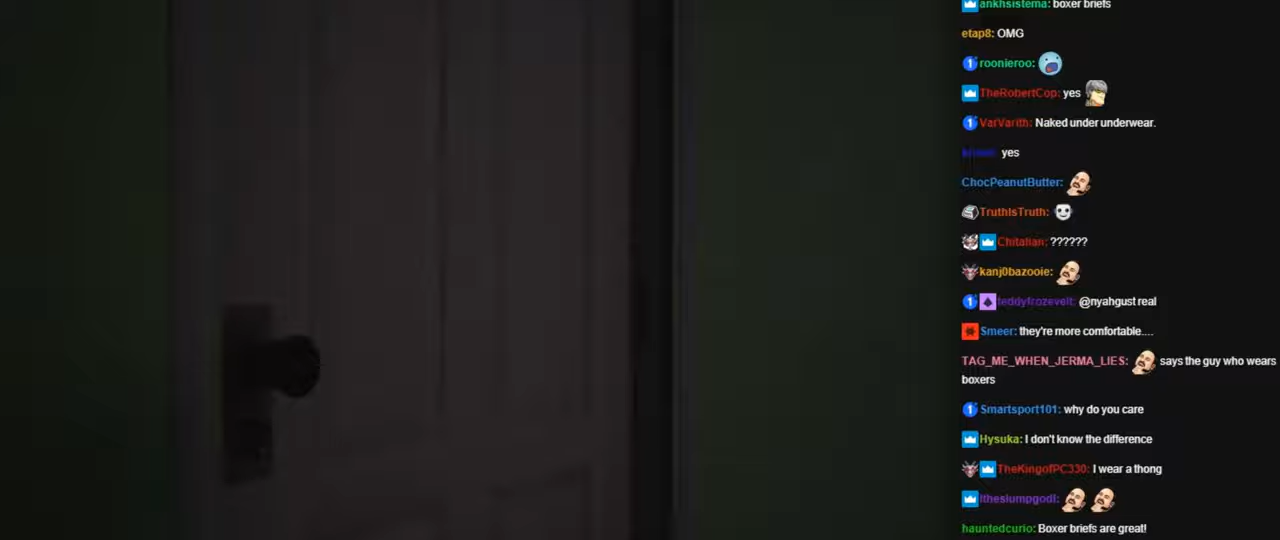 ankhsistema: boxer briefs
etap8: OMG
roonieroo:
TheRobertCop: yes
VarVarith: Naked under underwear.
yes
ChocPeanutButter:
TruthIsTruth:
Chitalian: ??????
kanj0bazooie:
teddyfrozevelt: @nyahgust real
Smeer: they're more comfortable....
TAG_ME_WHEN_JERMA_LIES: says the guy who wears
boxers
Smartsport101: why do you care
Hysuka: I don't know the difference
TheKingofPC330: I wear a thong
Itheslumpgodl:
hauntedcurio: Boxer briefs are great!